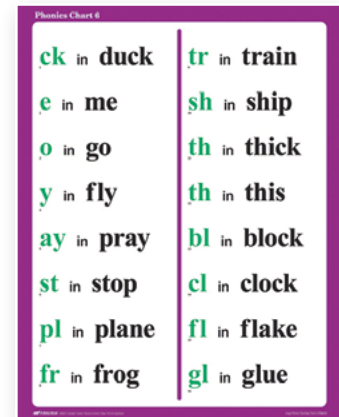 Phonics Chart 6
ck in duck
e in me
o in go
y in fly
ay in pray
st in stop
pl in plane
fr in frog
tr in train
sh in ship
th in thick
th in this
bl in block
cl in clock
fl in flake
gl in glue